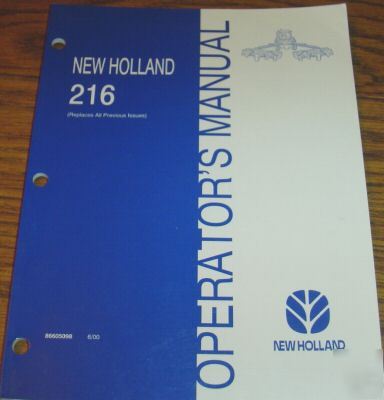 NEW HOLLAND
216
(Replaces All Previous Issues)
86605098 6/00
OPERATOR'S MANUAL
NEW HOLLAND